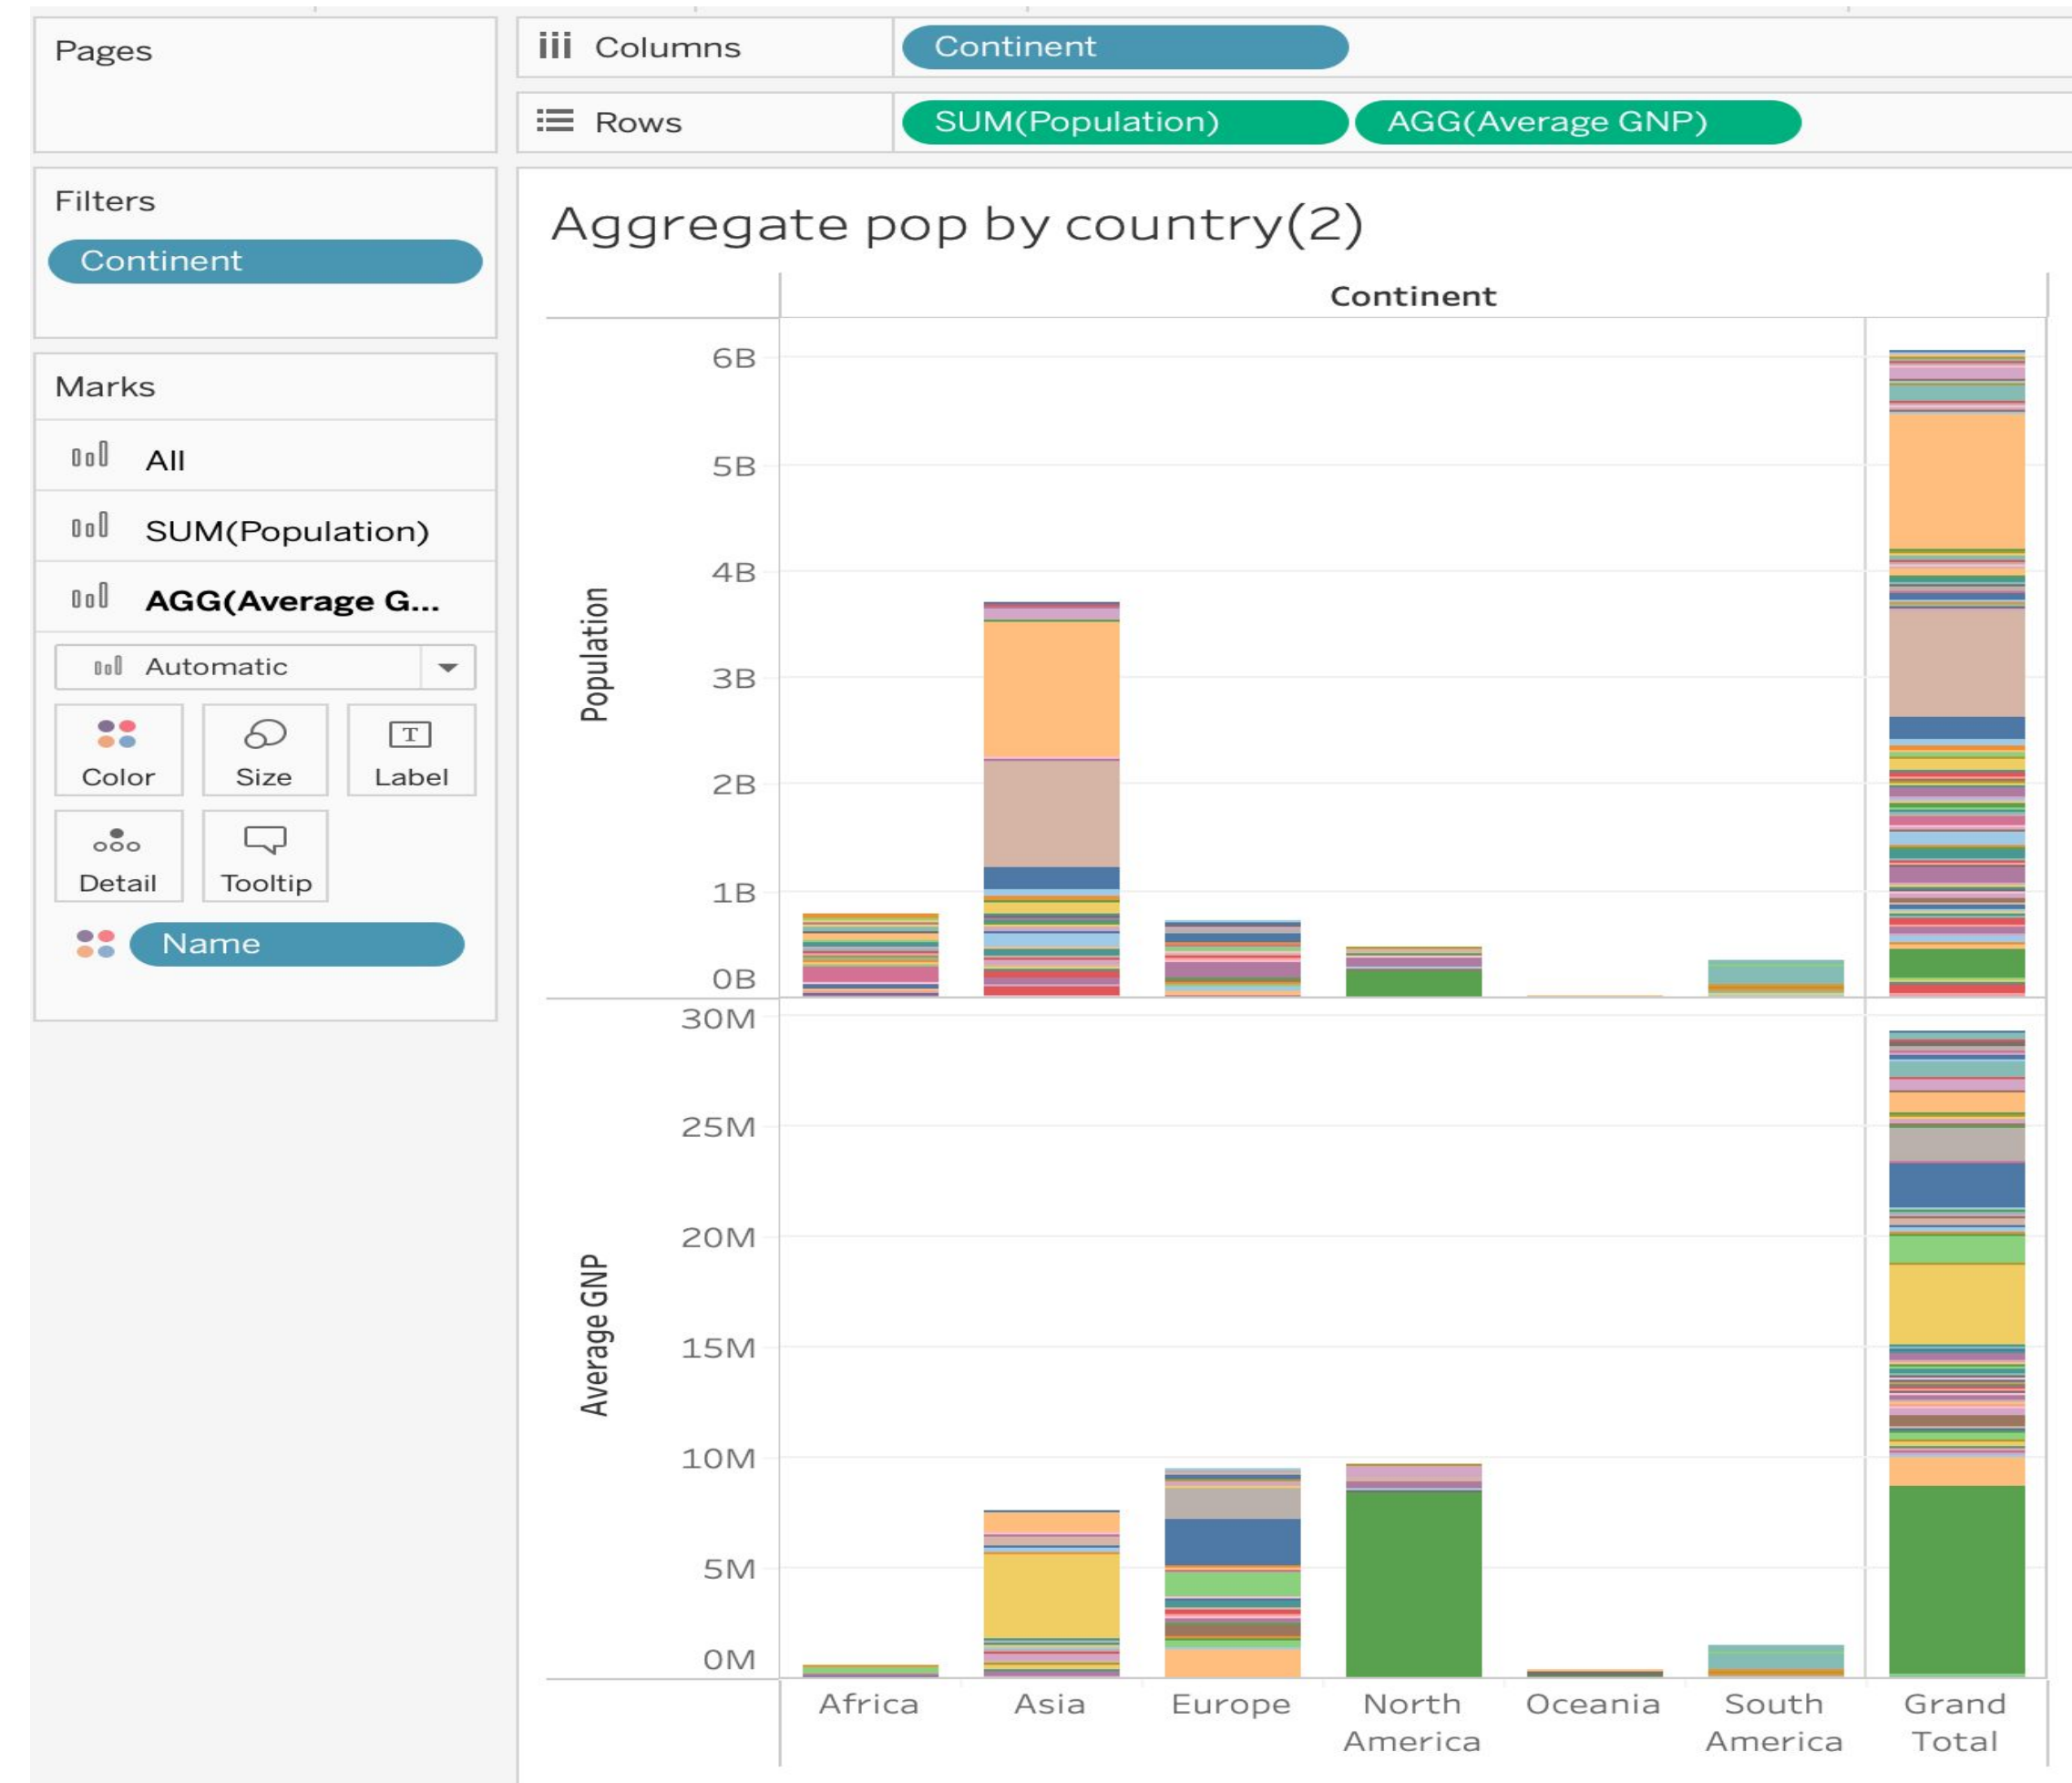 Pages
Columns
Continent
Rows
SUM(Population)
AGG(Average GNP)
Filters
Continent
Marks
All
SUM(Population)
AGG(Average G...
Automatic
Color
Size
T
Label
Detail
Tooltip
Name
Aggregate pop by country(2)
Continent
Population
6B
5B
4B
3B
2B
1B
0B
Average GNP
30M
25M
20M
15M
10M
5M
0M
Africa
Asia
Europe
North
America
Oceania
South
America
Grand
Total